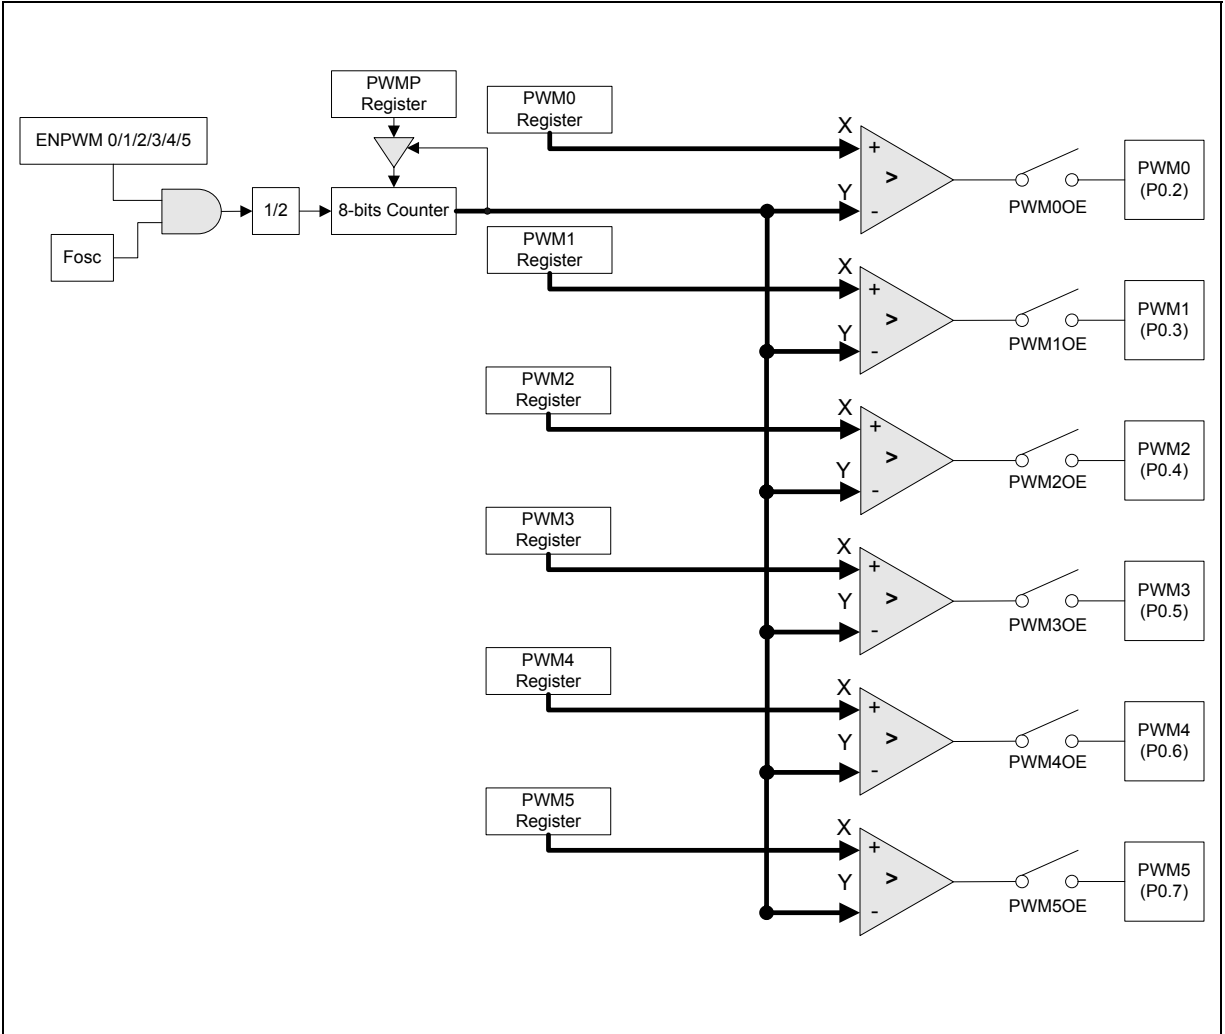 PWMP
Register
ENPWM 0/1/2/3/4/5
Fosc
1/2
8-bits Counter
PWM0
Register
X
+
>
Y
-
PWM0OE
PWM0
(P0.2)
PWM1
Register
X
+
>
Y
-
PWM1OE
PWM1
(P0.3)
PWM2
Register
X
+
>
Y
-
PWM2OE
PWM2
(P0.4)
PWM3
Register
X
+
>
Y
-
PWM3OE
PWM3
(P0.5)
PWM4
Register
X
+
>
Y
-
PWM4OE
PWM4
(P0.6)
PWM5
Register
X
+
>
Y
-
PWM5OE
PWM5
(P0.7)